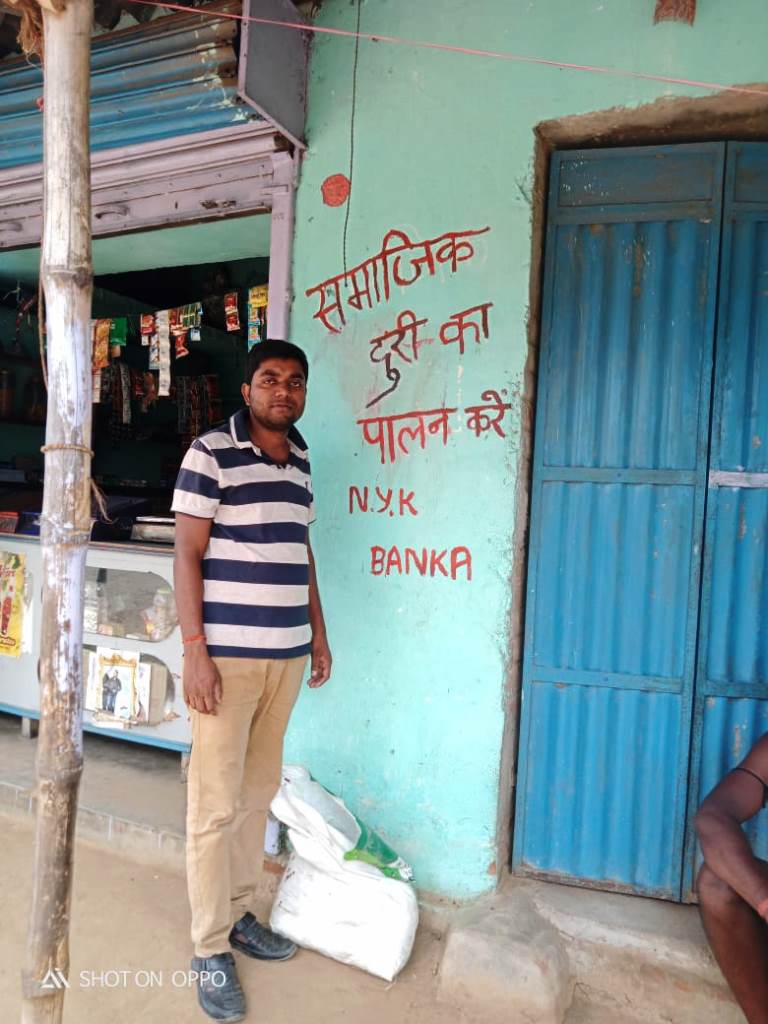 समाजिक
दुरी का
पालन करें
N.Y.K
BANKA
SHOT ON OPPO